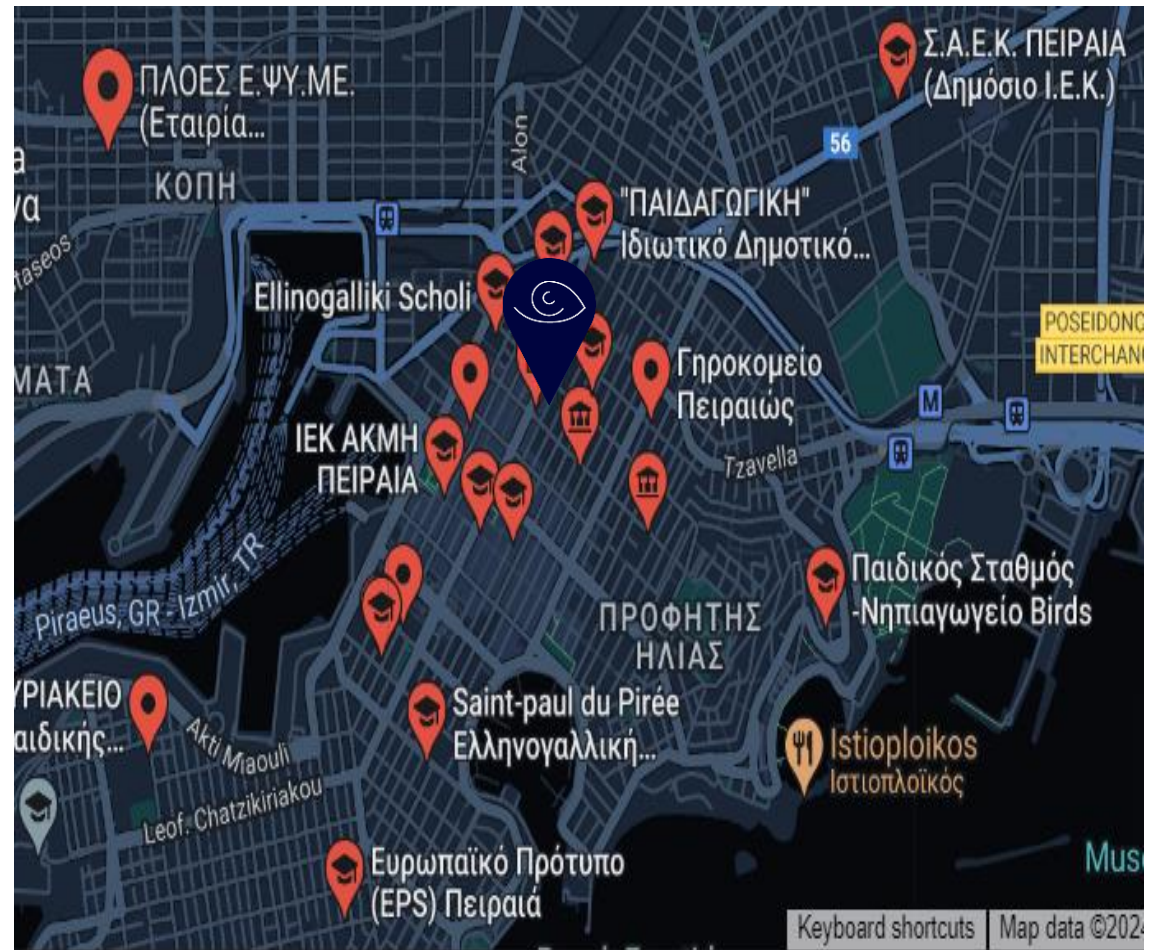 Σ.Α.Ε.Κ. ΠΕΙΡΑΙΑ
(Δημόσιο Ι.Ε.Κ.)
ΠΛΟΕΣ Ε.ΨΥ.ΜΕ.
(Εταιρία...
56
Alon
ΚΟΠΗ
"ΠΑΙΔΑΓΩΓΙΚΗ"
Ιδιωτικό Δημοτικό...
Ellinogalliki Scholi
POSEIDONO
INTERCHAN
ΜΑΤΑ
Γηροκομείο
Πειραιώς
M
ΙΕΚ ΑΚΜΗ
ΠΕΙΡΑΙΑ
Tzavella
Piraeus, GR - Izmir, TR
Παιδικός Σταθμός
-Νηπιαγωγείο Birds
ΠΡΟΦΗΤΗΣ
ΗΛΙΑΣ
ΥΡΙΑΚΕΙΟ
αιδικής...
Akti Miaouli
Saint-paul du Pirée
Ελληνογαλλική...
Istioploikos
Ιστιοπλοϊκός
Leof. Chatzikiriakou
Muse
Ευρωπαϊκό Πρότυπο
(EPS) Πειραιά
Keyboard shortcuts
Map data ©2024